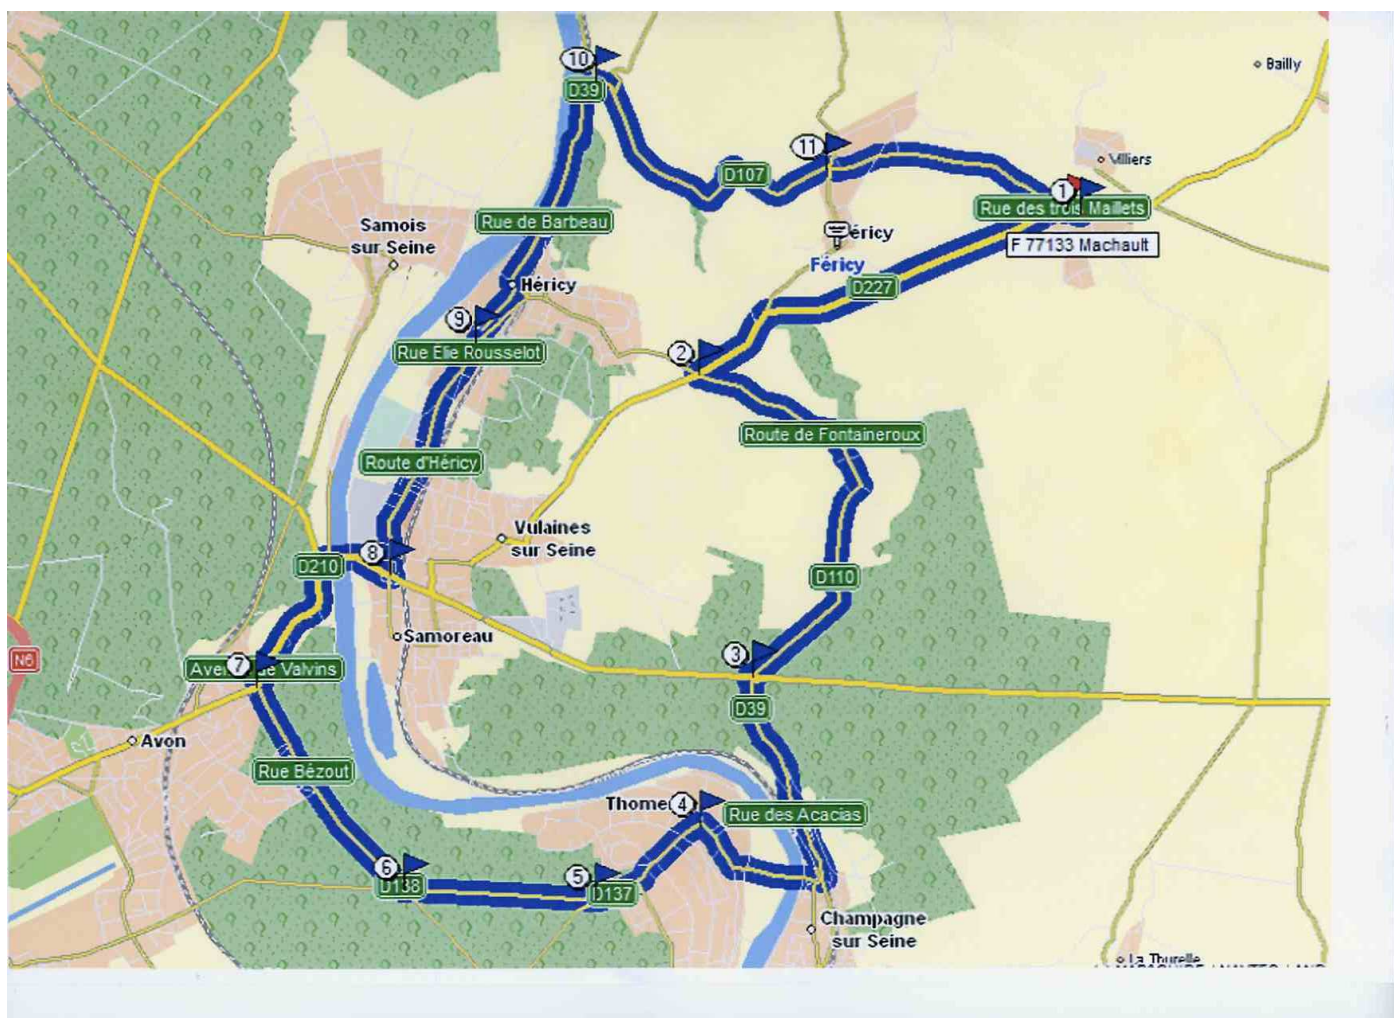 10
D39
Bailly
11
D107
Villiers
1
Rue des trois Maillets
F 77133 Machault
Rue de Barbeau
Samois
sur Seine
Féricy
D227
Héricy
9
Rue Elie Rousselot
2
Route de Fontaineroux
Route d'Héricy
Vulaines
sur Seine
8
D210
D110
Samoreau
3
N6
7
D39
Avon
Rue Bézout
4
Rue des Acacias
6
D138
5
D137
Champagne
sur Seine
La Thurelle